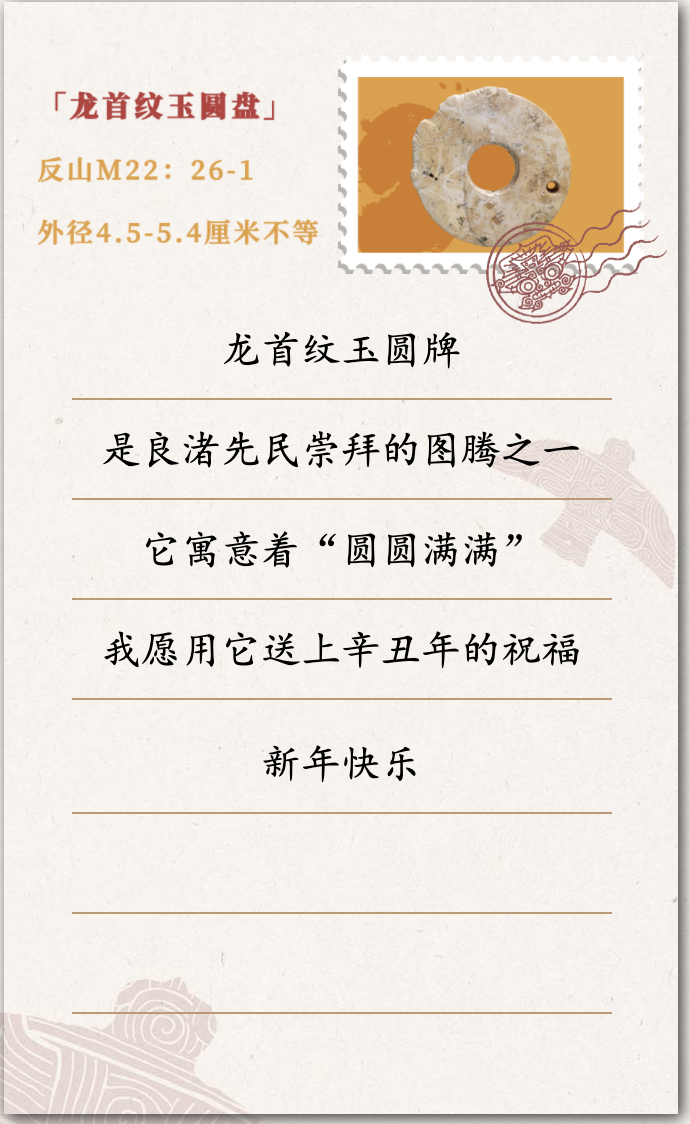 「龙首纹玉圆盘」
反山M22：26-1
外径4.5-5.4厘米不等
龙首纹玉圆牌
是良渚先民崇拜的图腾之一
它寓意着“圆圆满满”
我愿用它送上辛丑年的祝福
新年快乐